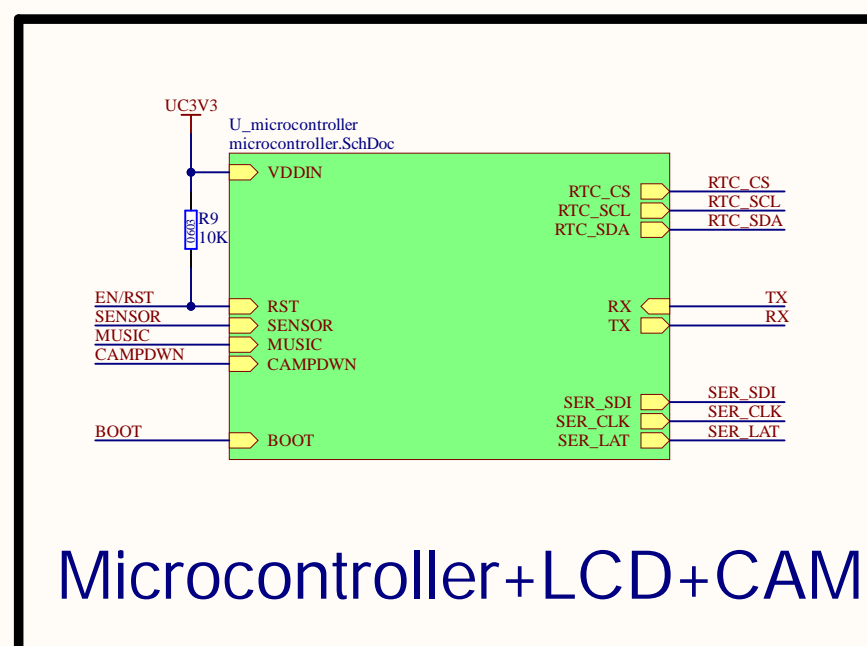 UC3V3
U_microcontroller
microcontroller.SchDoc
VDDIN
R9
0603
10K
EN/RST
SENSOR
MUSIC
CAMPDWN
BOOT
RST
SENSOR
MUSIC
CAMPDWN
BOOT
RTC_CS
RTC_SCL
RTC_SDA
RX
TX
SER_SDI
SER_CLK
SER_LAT
RTC_CS
RTC_SCL
RTC_SDA
TX
RX
SER_SDI
SER_CLK
SER_LAT
Microcontroller+LCD+CAM